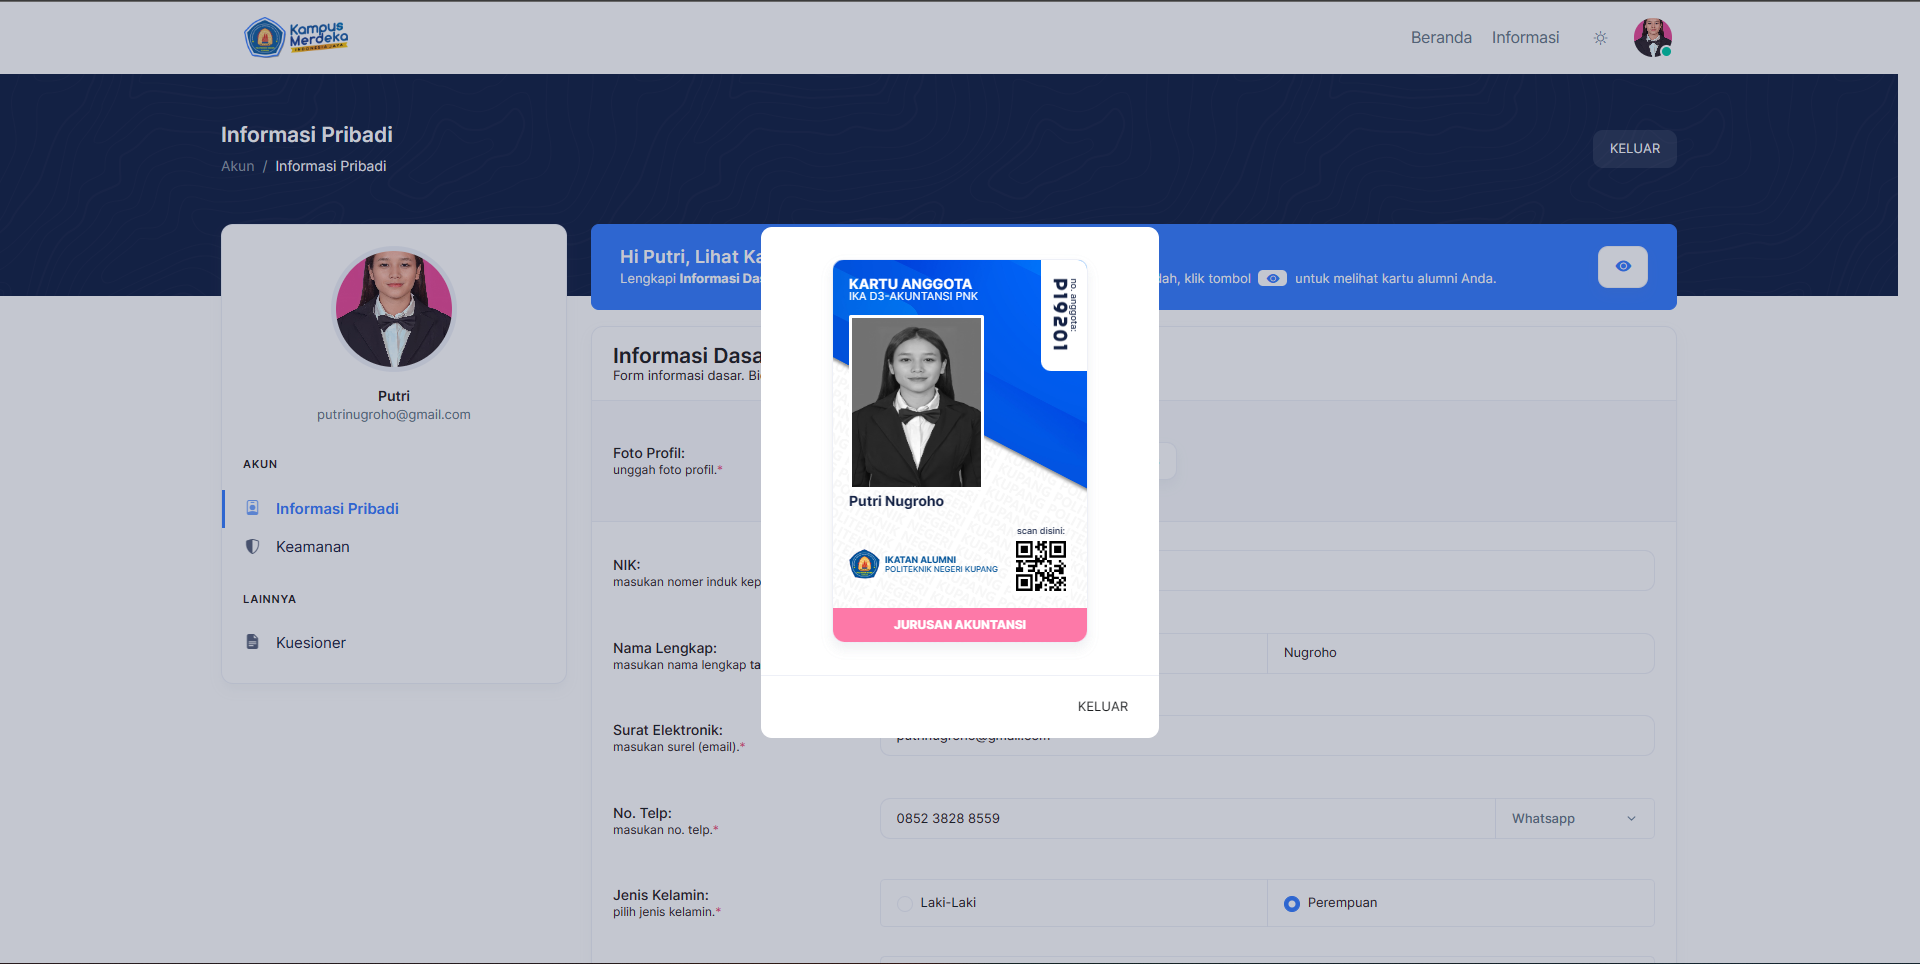 Kampus
Merdeka
INDONESIA JAYA
Beranda
Informasi
Informasi Pribadi
Akun / Informasi Pribadi
KELUAR
Putri
putrinugroho@gmail.com
AKUN
Informasi Pribadi
Keamanan
LAINNYA
Kuesioner
Hi Putri, Lihat Ka
Lengkapi Informasi Da
lah, klik tombol untuk melihat kartu alumni Anda.
Informasi Dasa
Form informasi dasar. Bi
Foto Profil:
unggah foto profil.*
NIK:
masukan nomer induk kep
Nama Lengkap:
masukan nama lengkap ta
Nugroho
Surat Elektronik:
masukan surel (email).*
putrinugroho@gmail.com
No. Telp:
masukan no. telp.*
0852 3828 8559
Whatsapp
Jenis Kelamin:
pilih jenis kelamin.*
Laki-Laki
Perempuan
KARTU ANGGOTA
IKA D3-AKUNTANSI PNK
no. anggota:
P19201
Putri Nugroho
scan disini:
IKATAN ALUMNI
POLITEKNIK NEGERI KUPANG
JURUSAN AKUNTANSI
KELUAR